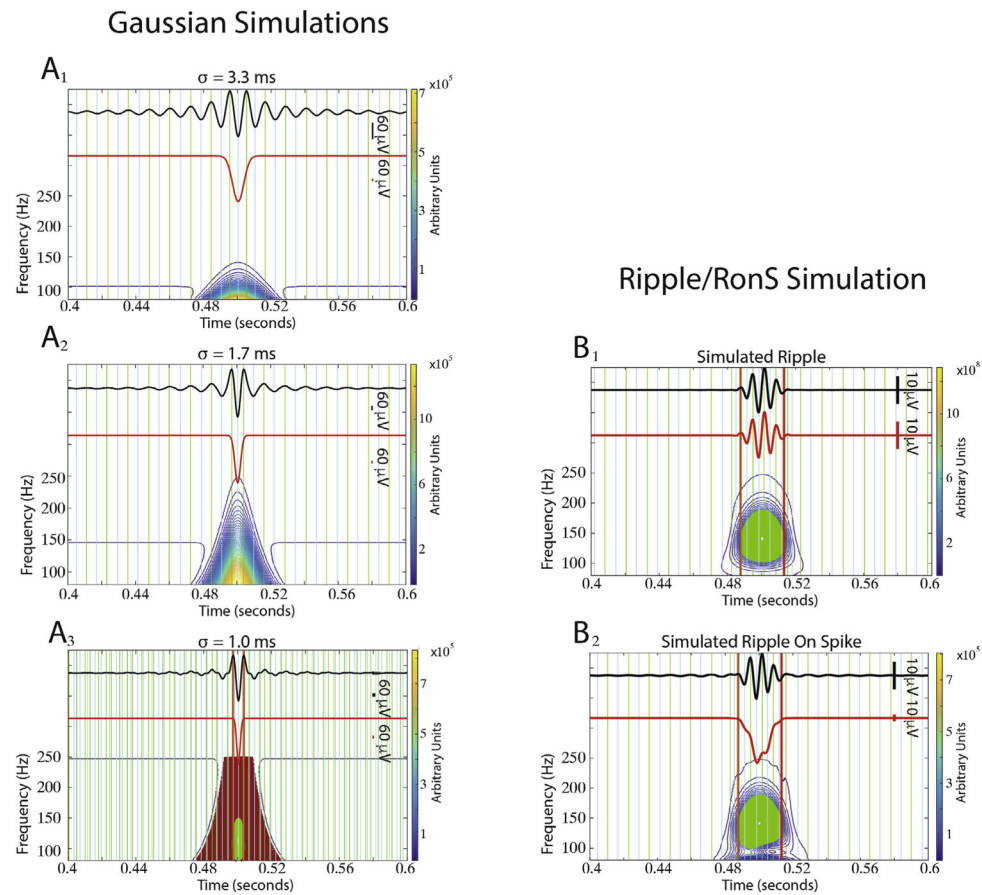 Gaussian Simulations
A1
σ = 3.3 ms
x10^5
7
5
3
1
Arbitrary Units
60 μV
60 μV
Frequency (Hz)
250
200
150
100
0.4 0.44 0.48 0.52 0.56 0.6
Time (seconds)
A2
σ = 1.7 ms
x10^5
10
6
2
Arbitrary Units
60 μV
60 μV
Frequency (Hz)
250
200
150
100
0.4 0.44 0.48 0.52 0.56 0.6
Time (seconds)
A3
σ = 1.0 ms
x10^5
7
5
3
1
Arbitrary Units
60 μV
60 μV
Frequency (Hz)
250
200
150
100
0.4 0.44 0.48 0.52 0.56 0.6
Time (seconds)
Ripple/RonS Simulation
B1
Simulated Ripple
x10^8
10
6
2
Arbitrary Units
10 μV
10 μV
Frequency (Hz)
250
200
150
100
0.4 0.44 0.48 0.52 0.56 0.6
Time (seconds)
B2
Simulated Ripple On Spike
x10^5
7
5
3
1
Arbitrary Units
10 μV
10 μV
Frequency (Hz)
250
200
150
100
0.4 0.44 0.48 0.52 0.56 0.6
Time (seconds)